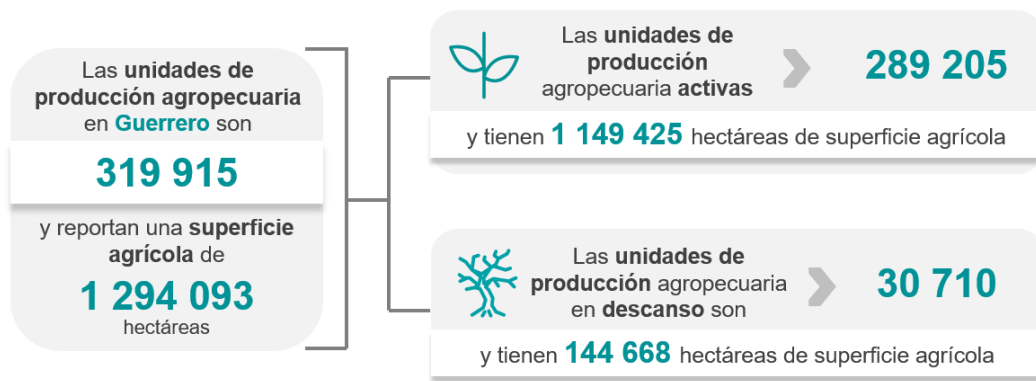 Las unidades de
producción agropecuaria
en Guerrero son
319 915
y reportan una superficie
agrícola de
1 294 093
hectáreas
Las unidades de
producción
agropecuaria activas
289 205
y tienen 1 149 425 hectáreas de superficie agrícola
Las unidades de
producción agropecuaria
en descanso son
30 710
y tienen 144 668 hectáreas de superficie agrícola